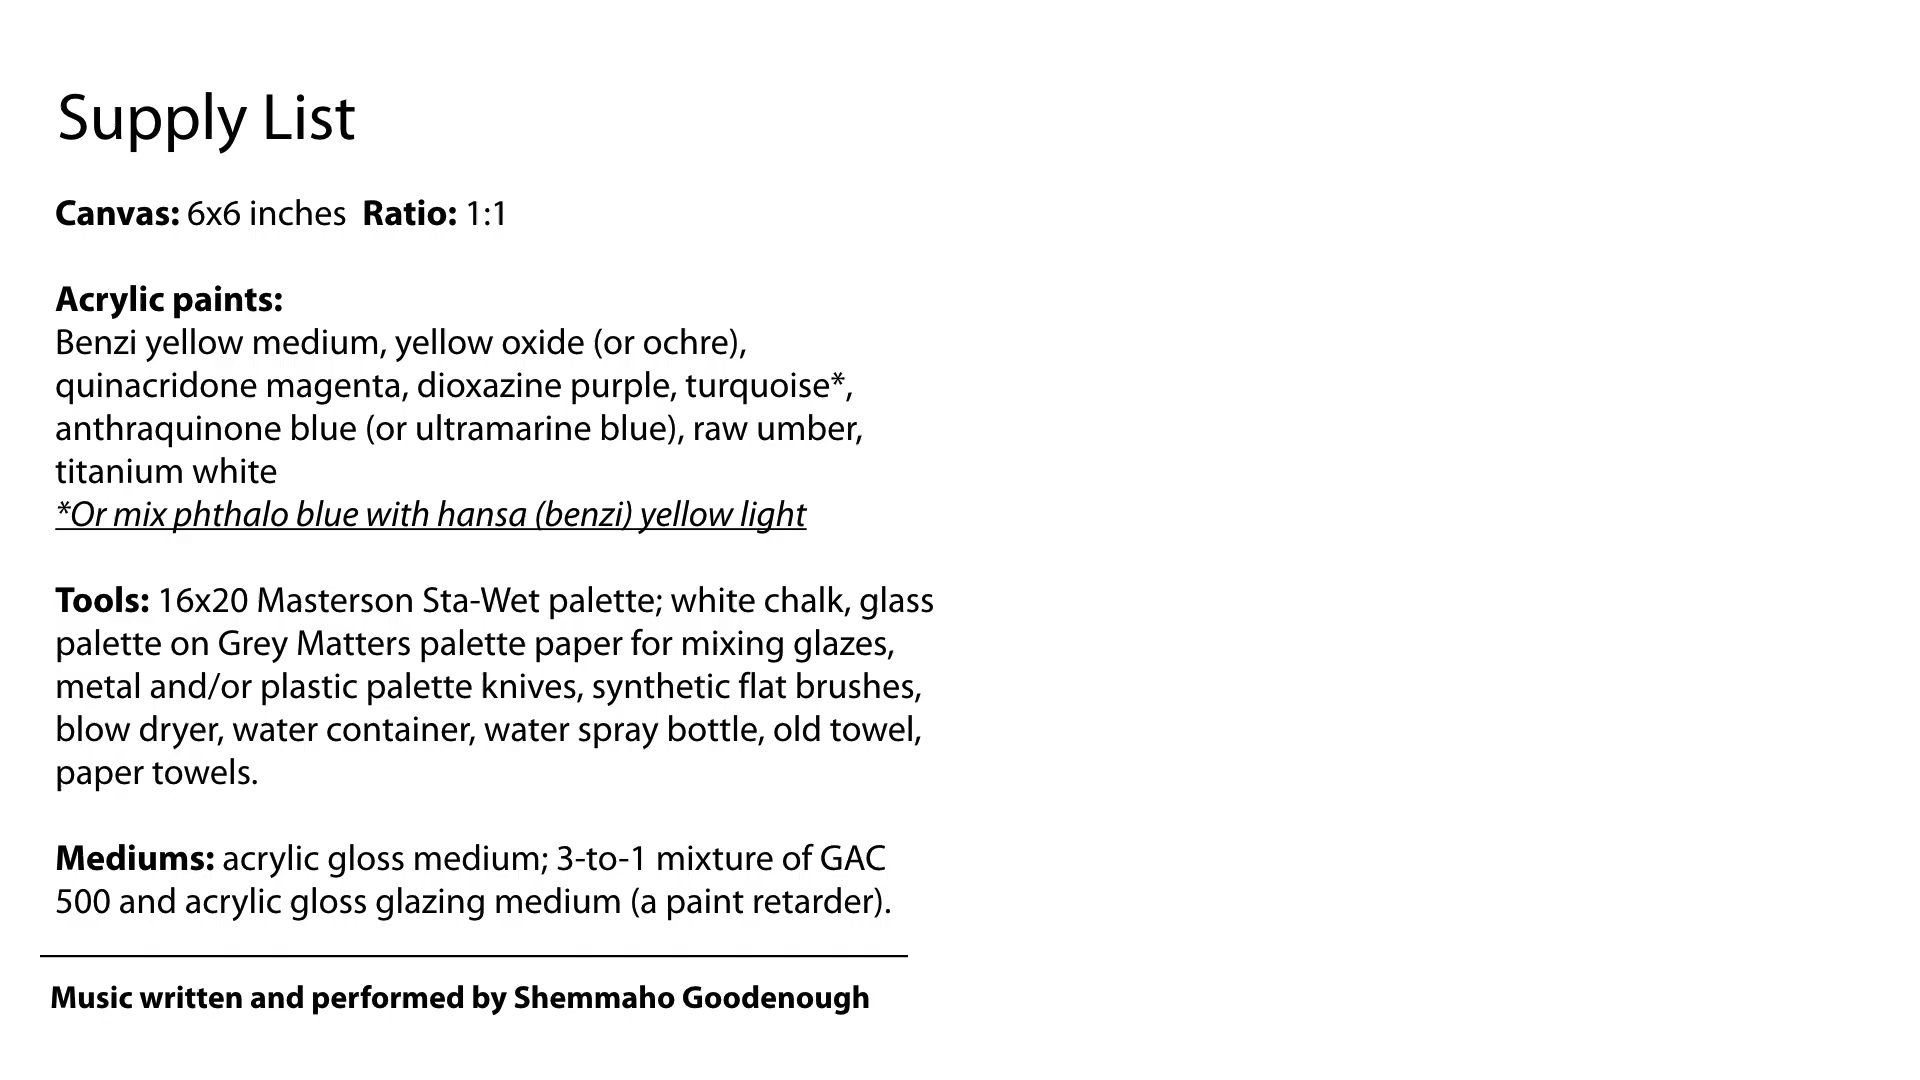 Supply List
Canvas: 6x6 inches  Ratio: 1:1
Acrylic paints:
Benzi yellow medium, yellow oxide (or ochre),
quinacridone magenta, dioxazine purple, turquoise*,
anthraquinone blue (or ultramarine blue), raw umber,
titanium white
*Or mix phthalo blue with hansa (benzi) yellow light
Tools: 16x20 Masterson Sta-Wet palette; white chalk, glass
palette on Grey Matters palette paper for mixing glazes,
metal and/or plastic palette knives, synthetic flat brushes,
blow dryer, water container, water spray bottle, old towel,
paper towels.
Mediums: acrylic gloss medium; 3-to-1 mixture of GAC
500 and acrylic gloss glazing medium (a paint retarder).
Music written and performed by Shemmaho Goodenough